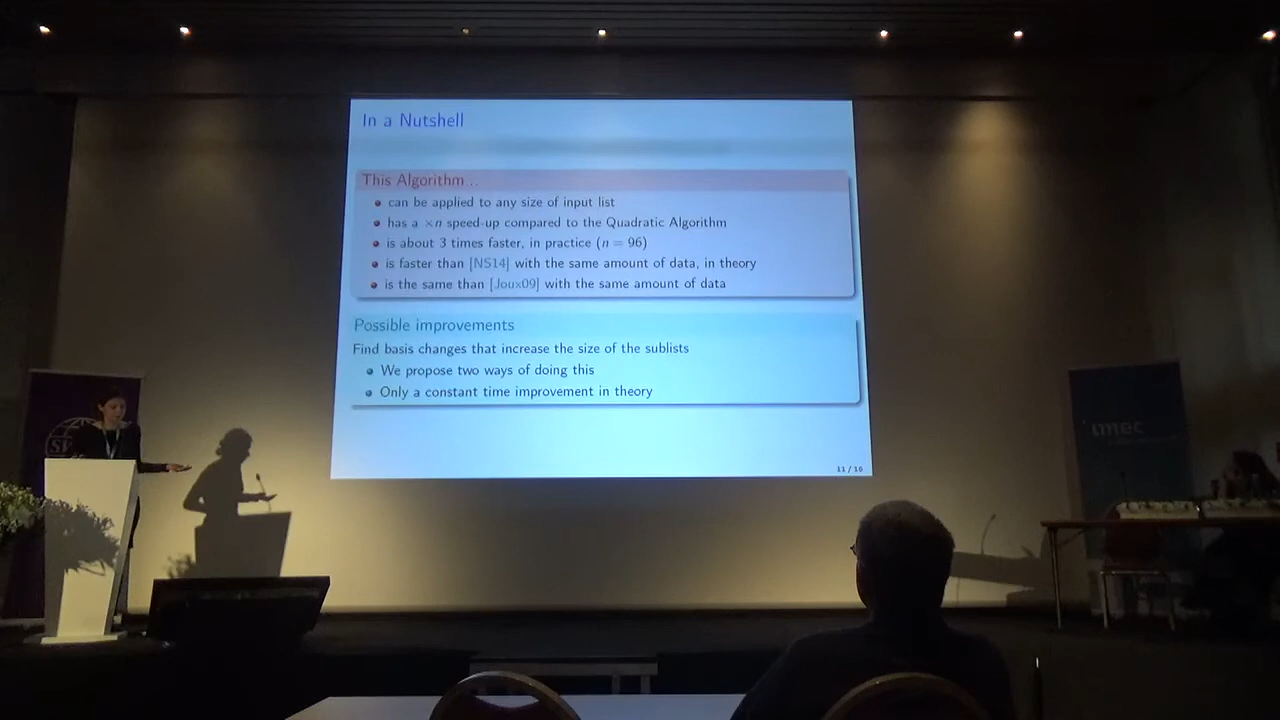 In a Nutshell
This Algorithm...
can be applied to any size of input list
has a ×n speed-up compared to the Quadratic Algorithm
is about 3 times faster, in practice (n = 96)
is faster than [NS14] with the same amount of data, in theory
is the same than [Joux09] with the same amount of data
Possible improvements
Find basis changes that increase the size of the sublists
We propose two ways of doing this
Only a constant time improvement in theory
11 / 16
imec